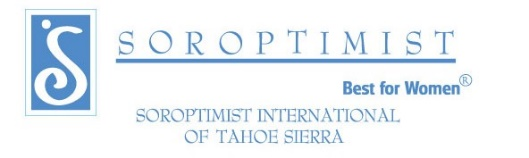 SOROPTIMIST
Best for Women®
SOROPTIMIST INTERNATIONAL
OF TAHOE SIERRA